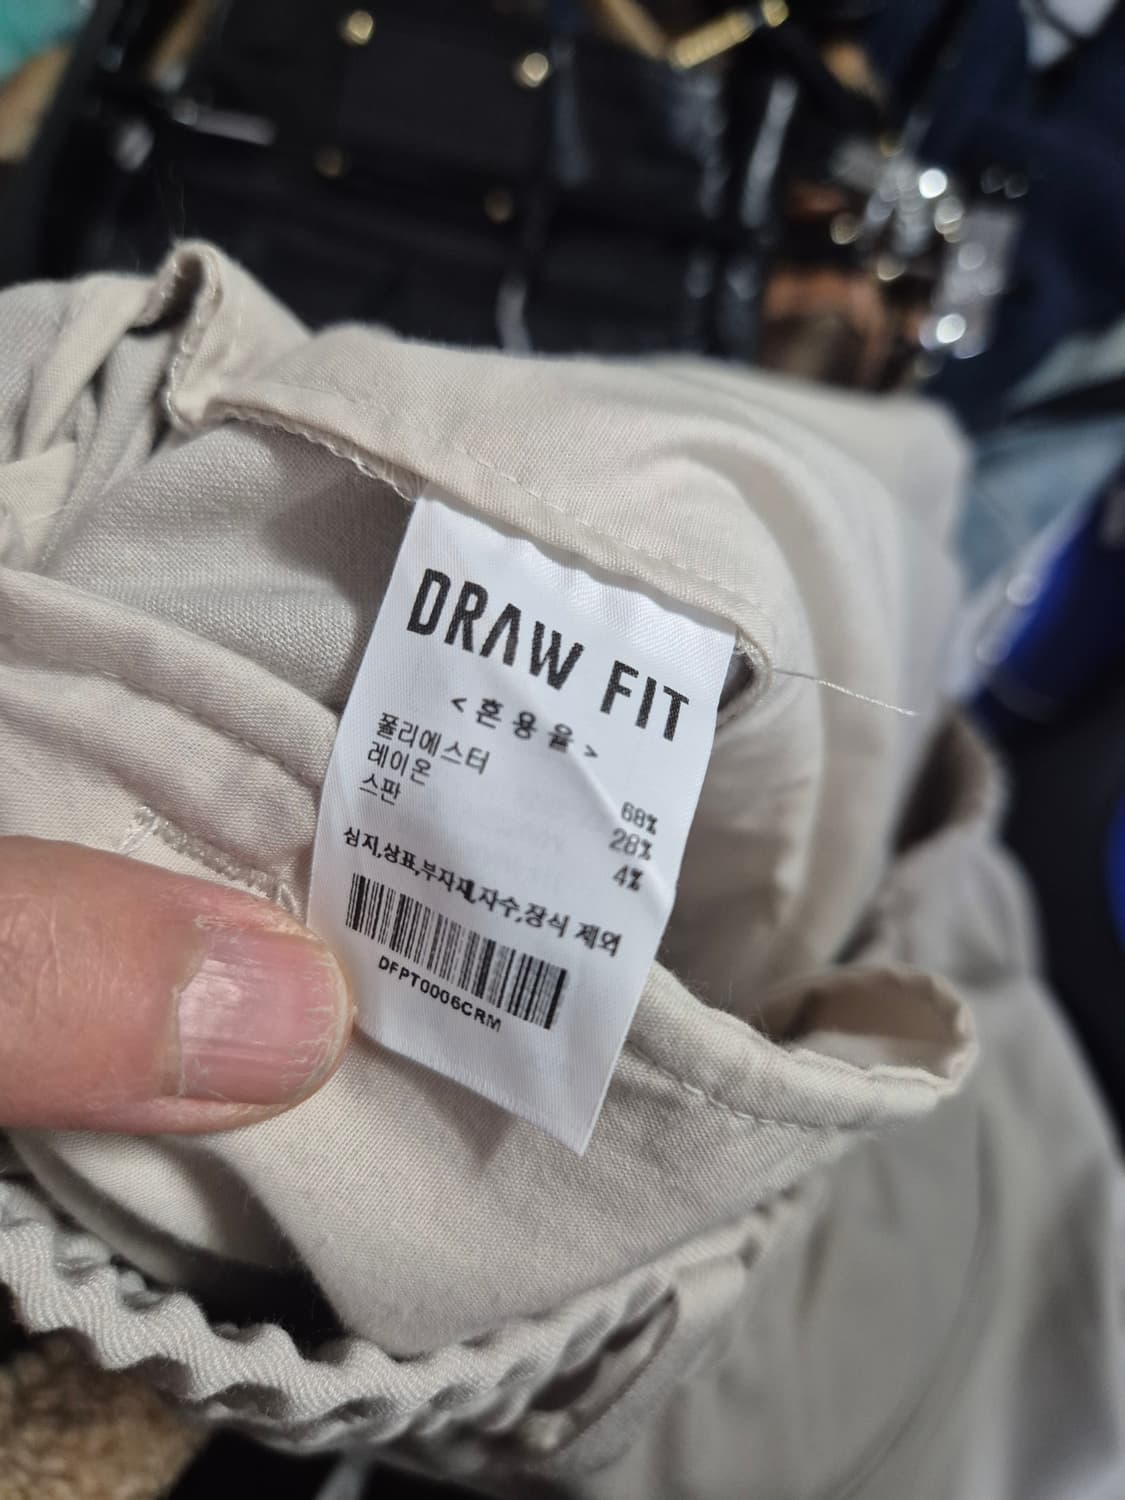 DRAW FIT
<혼용율>
폴리에스터 68%
레이온 28%
스판 4%
심지,상표,부자재,자수,장식 제외
DFPT0006CRM